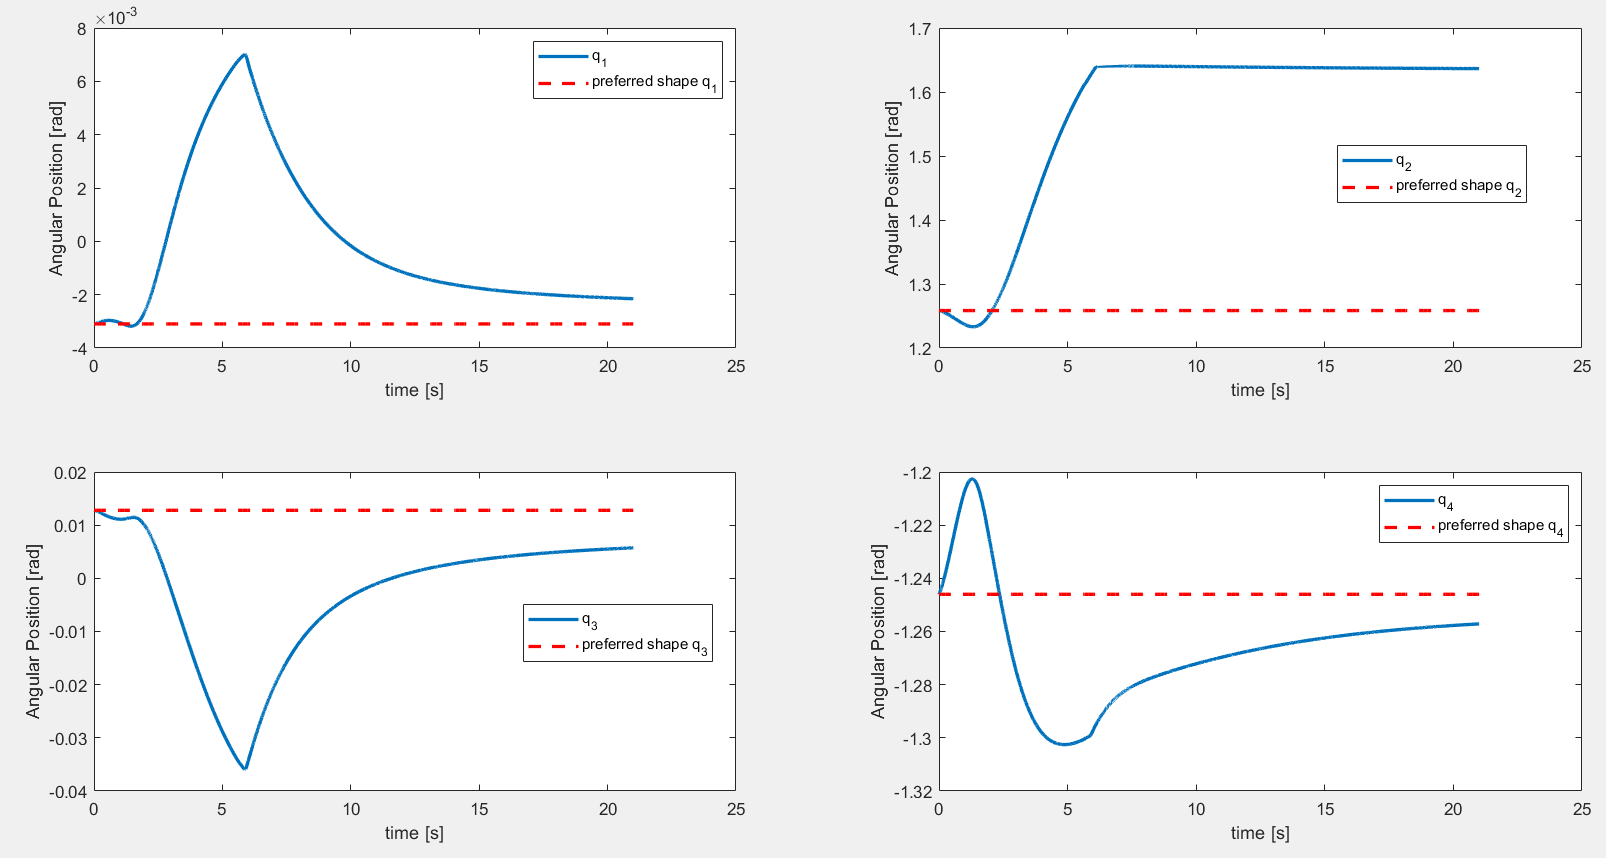 ×10⁻³
8
6
4
2
0
-2
-4
0 5 10 15 20 25
Angular Position [rad]
time [s]
q₁
preferred shape q₁
1.7
1.6
1.5
1.4
1.3
1.2
0 5 10 15 20 25
Angular Position [rad]
time [s]
q₂
preferred shape q₂
0.02
0.01
0
-0.01
-0.02
-0.03
-0.04
0 5 10 15 20 25
Angular Position [rad]
time [s]
q₃
preferred shape q₃
-1.2
-1.22
-1.24
-1.26
-1.28
-1.3
-1.32
0 5 10 15 20 25
Angular Position [rad]
time [s]
q₄
preferred shape q₄